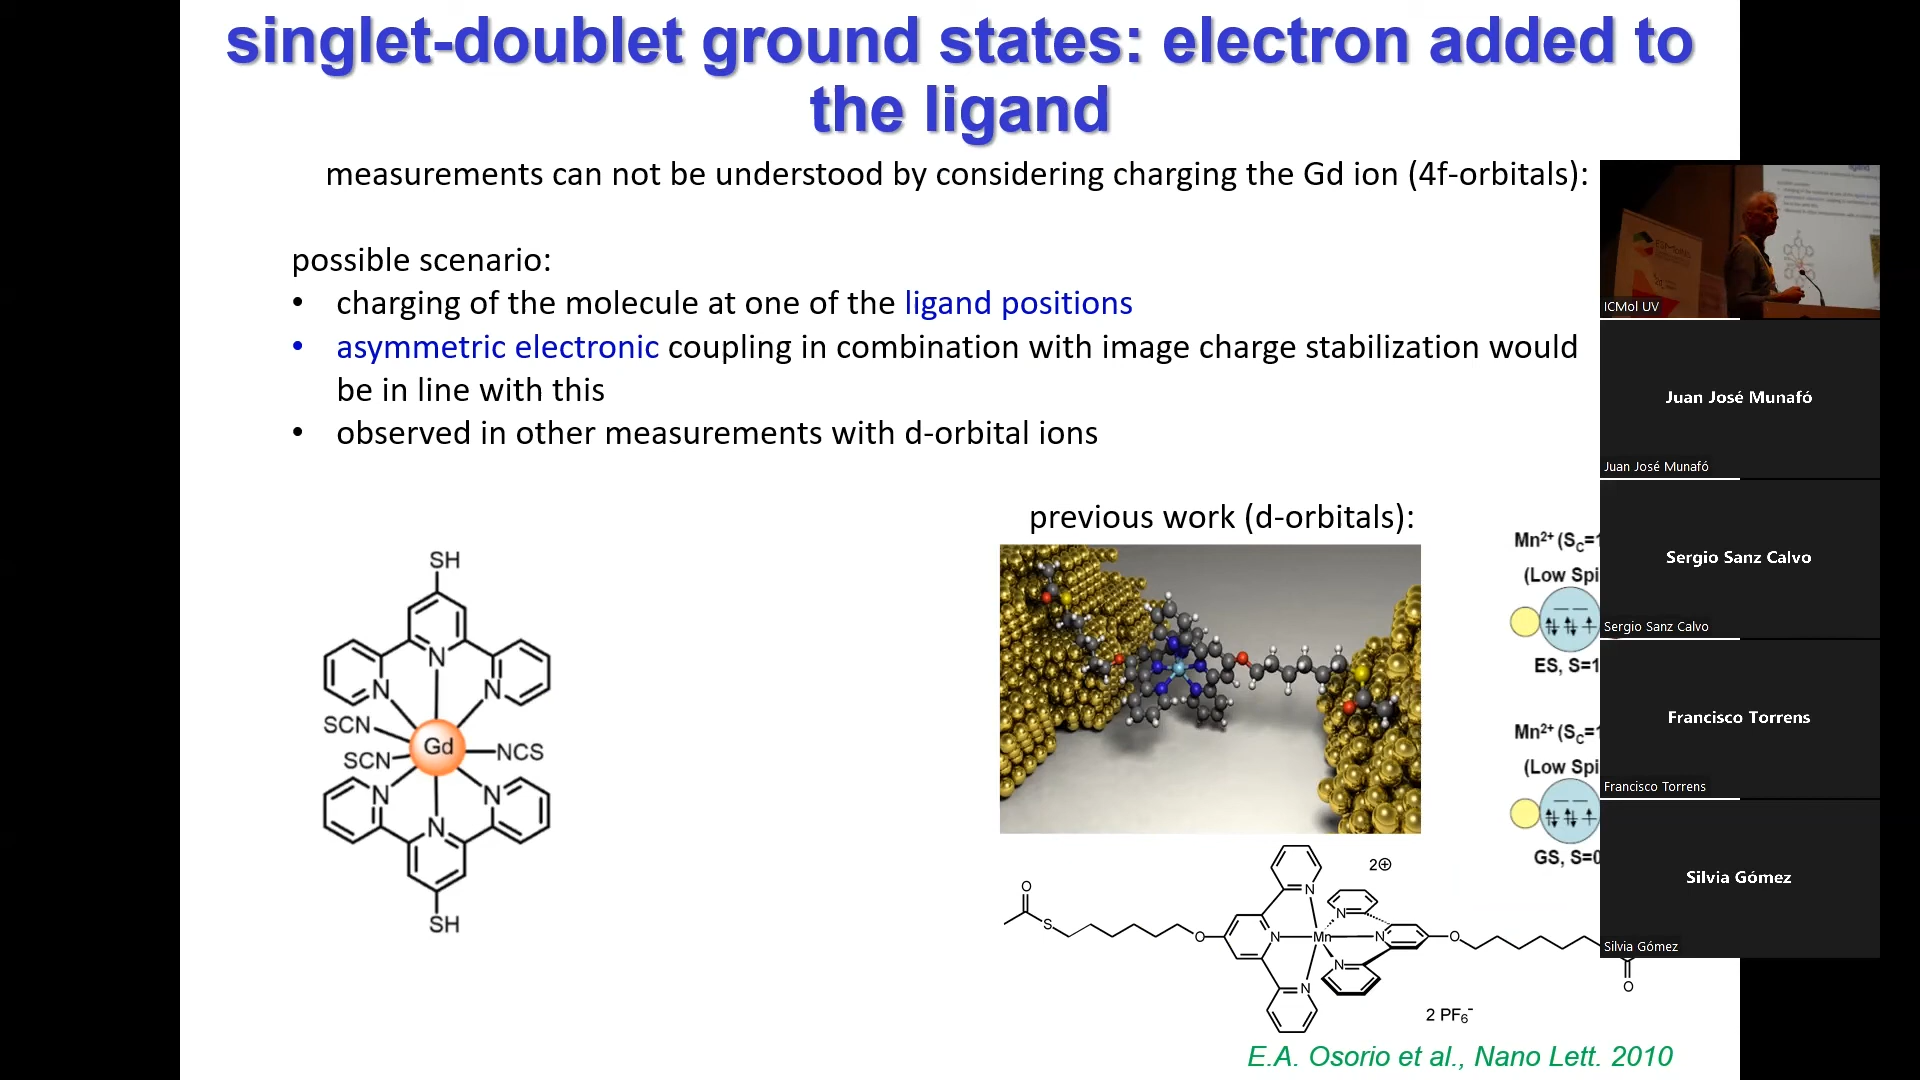 singlet-doublet ground states: electron added to
the ligand
measurements can not be understood by considering charging the Gd ion (4f-orbitals):
possible scenario:
• charging of the molecule at one of the ligand positions
• asymmetric electronic coupling in combination with image charge stabilization would
be in line with this
• observed in other measurements with d-orbital ions
previous work (d-orbitals):
SH
N
N N
SCN
Gd
SCN
NCS
N N
N
SH
Mn²⁺ (S_C=1
(Low Spi
ES, S=1
Mn²⁺ (S_C=1
(Low Spi
GS, S=0
2⊕
O
S
O
N
N
N
Mn
N
N
N
O
O
2 PF₆⁻
E.A. Osorio et al., Nano Lett. 2010
ICMol UV
Juan José Munafó
Juan José Munafó
Sergio Sanz Calvo
Sergio Sanz Calvo
Francisco Torrens
Francisco Torrens
Silvia Gómez
Silvia Gómez